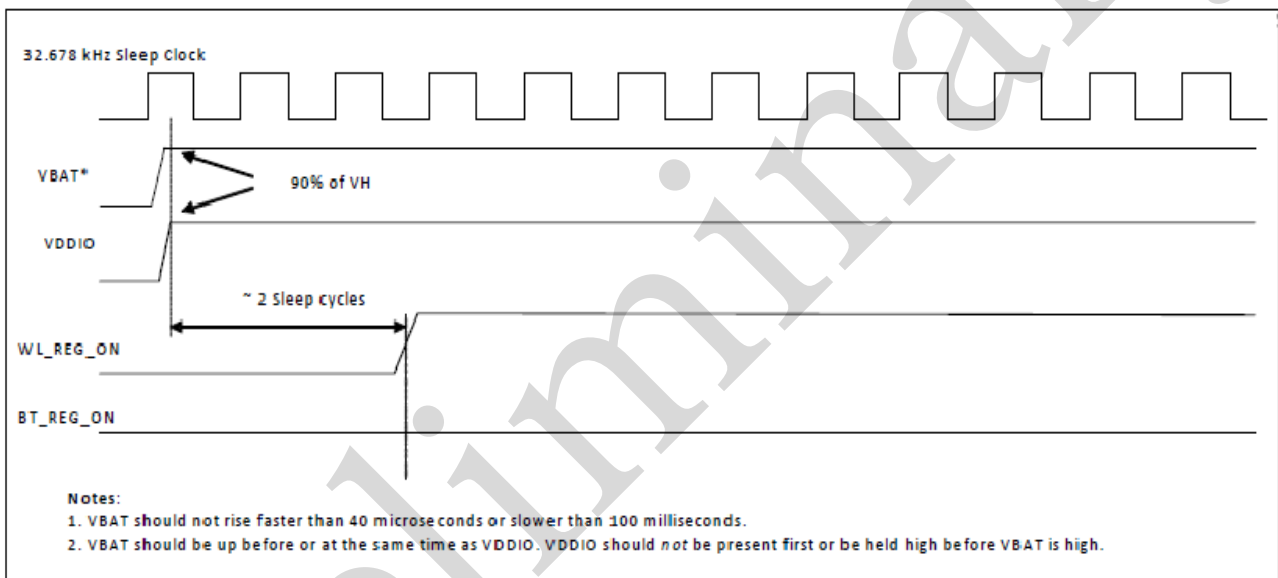 32.678 kHz Sleep Clock
VBAT*
90% of VH
VDDIO
~ 2 Sleep cycles
WL_REG_ON
BT_REG_ON
Notes:
1. VBAT should not rise faster than 40 microseconds or slower than 100 milliseconds.
2. VBAT should be up before or at the same time as VDDIO. VDDIO should not be present first or be held high before VBAT is high.